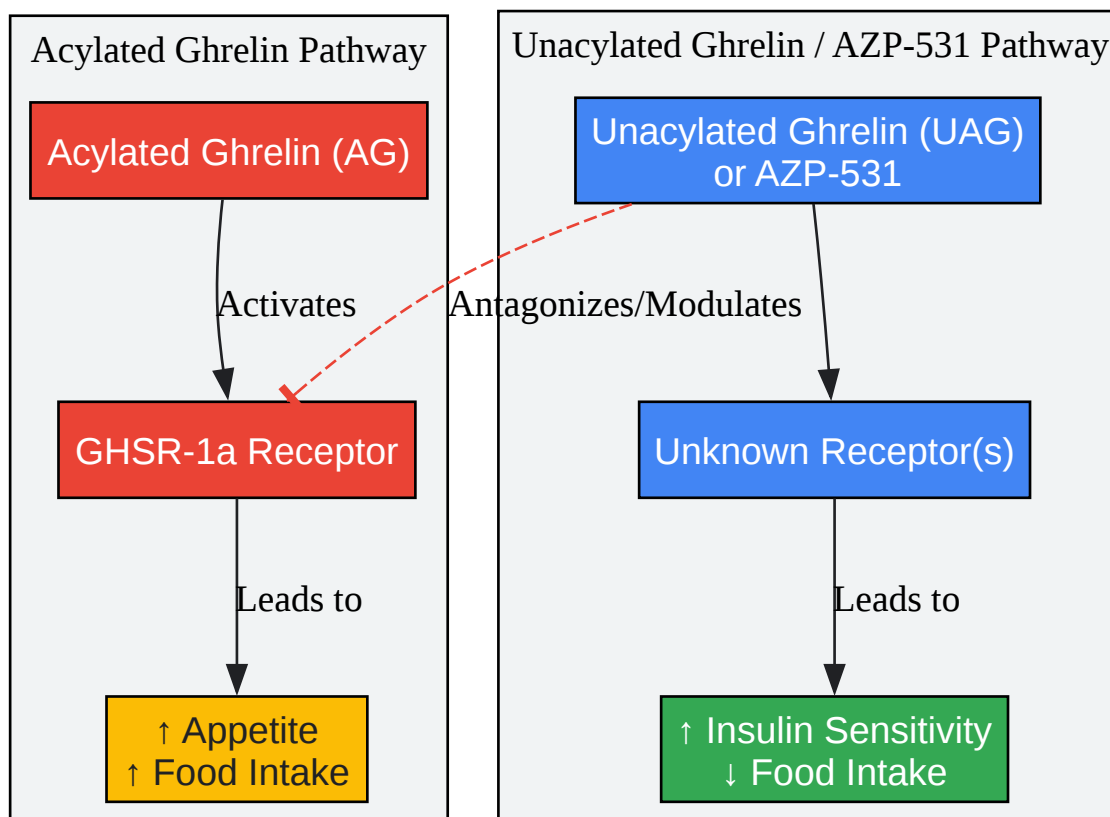 Acylated Ghrelin Pathway
Acylated Ghrelin (AG)
Activates
GHSR-1a Receptor
Leads to
↑ Appetite
↑ Food Intake
Unacylated Ghrelin / AZP-531 Pathway
Unacylated Ghrelin (UAG)
or AZP-531
Antagonizes/Modulates
Unknown Receptor(s)
Leads to
↑ Insulin Sensitivity
↓ Food Intake